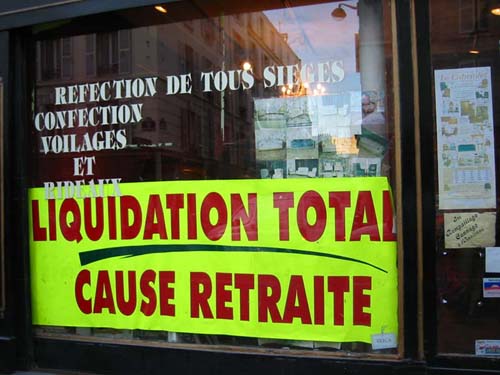 REFECTION DE TOUS SIEGES
CONFECTION
VOILAGES
ET
RIDEAUX
LIQUIDATION TOTAL
CAUSE RETRAITE